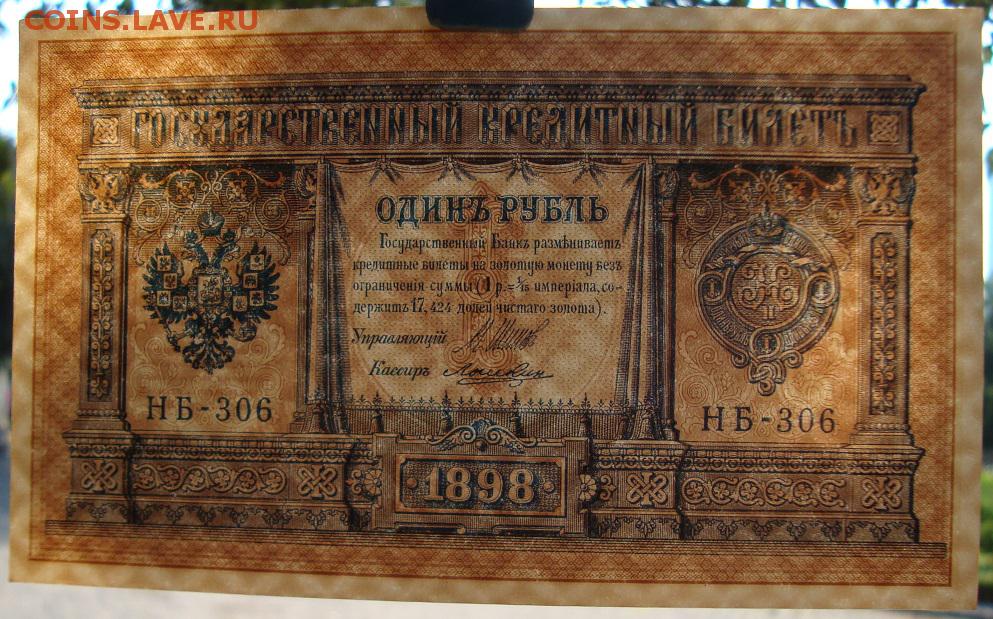 COINS.LAVE.RU
ГОСУДАРСТВЕННЫЙ КРЕДИТНЫЙ БИЛЕТЪ
ОДИНЪ РУБЛЬ
Государственный Банкъ размѣниваетъ
кредитные билеты на золотую монету безъ
ограниченія суммы (1 р.= 1/15 имперіала, со-
держитъ 17,424 долей чистаго золота).
Управляющій
Кассиръ
НБ-306
НБ-306
1898